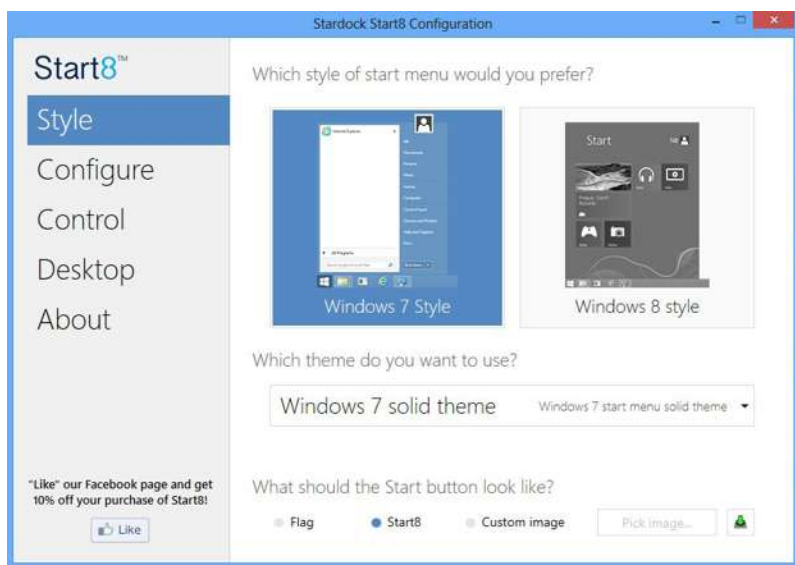 Stardock Start8 Configuration
Start8™
Style
Configure
Control
Desktop
About
"Like" our Facebook page and get
10% off your purchase of Start8!
Like
Which style of start menu would you prefer?
Windows 7 Style
Start
Windows 8 style
Which theme do you want to use?
Windows 7 solid theme
Windows 7 start menu solid theme
What should the Start button look like?
Flag
Start8
Custom image
Pick image...